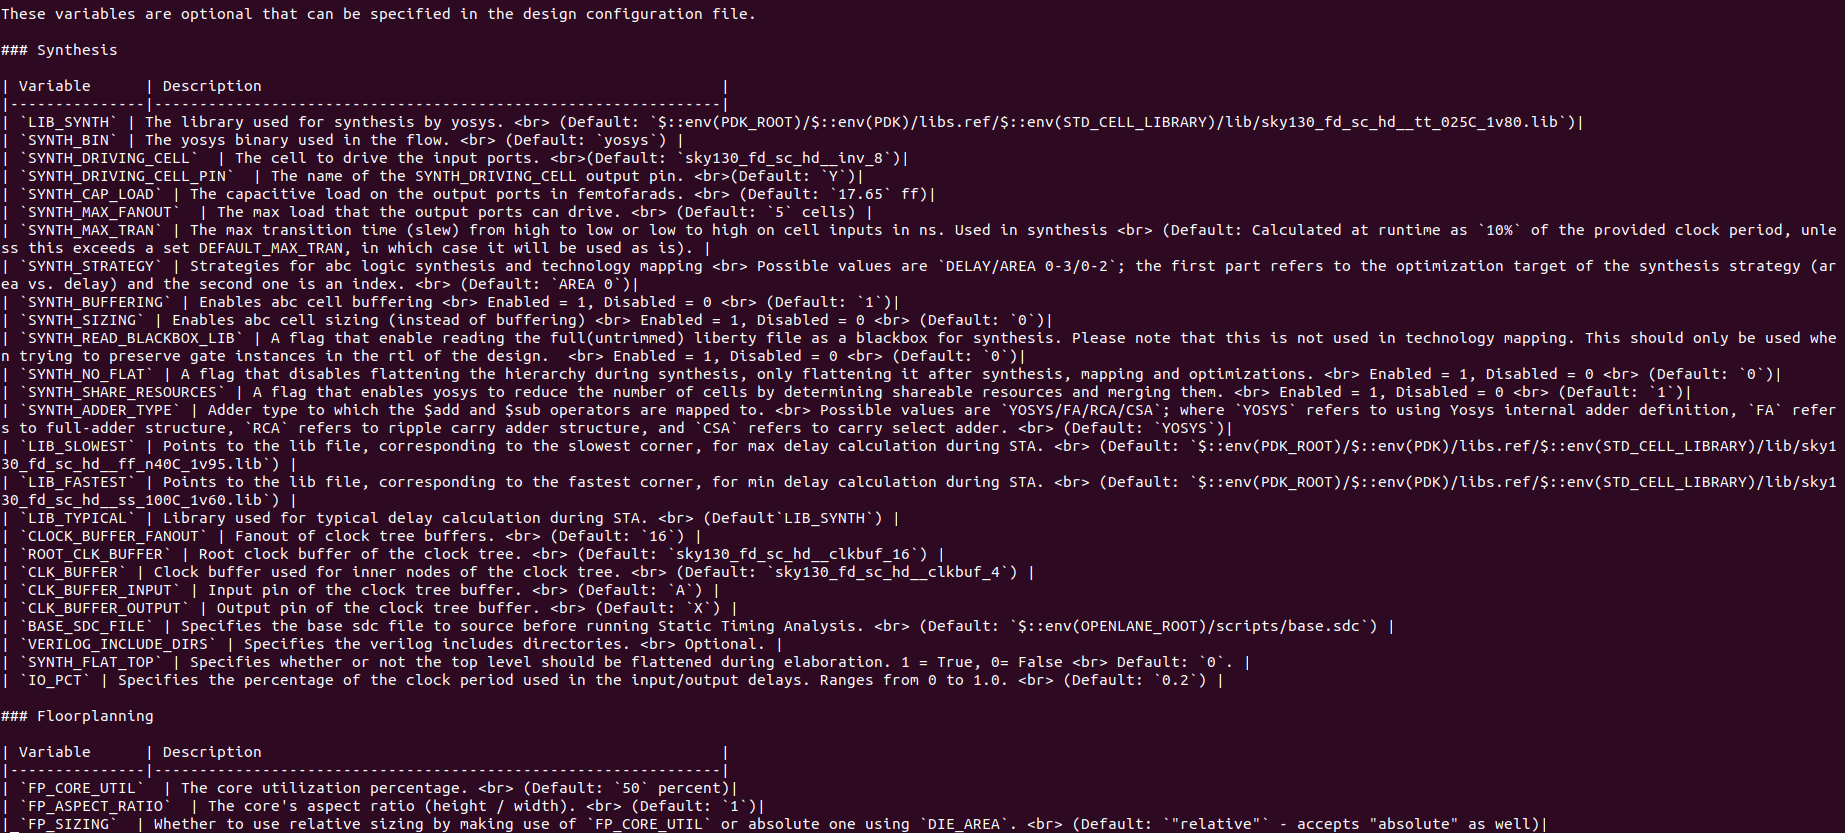 These variables are optional that can be specified in the design configuration file.

### Synthesis

| Variable      | Description                                                   |
|---------------|---------------------------------------------------------------|
| `LIB_SYNTH` | The library used for synthesis by yosys. <br> (Default: `$::env(PDK_ROOT)/$::env(PDK)/libs.ref/$::env(STD_CELL_LIBRARY)/lib/sky130_fd_sc_hd__tt_025C_1v80.lib`)|
| `SYNTH_BIN` | The yosys binary used in the flow. <br> (Default: `yosys`) |
| `SYNTH_DRIVING_CELL`  | The cell to drive the input ports. <br>(Default: `sky130_fd_sc_hd__inv_8`)|
| `SYNTH_DRIVING_CELL_PIN`  | The name of the SYNTH_DRIVING_CELL output pin. <br>(Default: `Y`)|
| `SYNTH_CAP_LOAD` | The capacitive load on the output ports in femtofarads. <br> (Default: `17.65` ff)|
| `SYNTH_MAX_FANOUT`  | The max load that the output ports can drive. <br> (Default: `5` cells) |
| `SYNTH_MAX_TRAN` | The max transition time (slew) from high to low or low to high on cell inputs in ns. Used in synthesis <br> (Default: Calculated at runtime as `10%` of the provided clock period, unle
ss this exceeds a set DEFAULT_MAX_TRAN, in which case it will be used as is). |
| `SYNTH_STRATEGY` | Strategies for abc logic synthesis and technology mapping <br> Possible values are `DELAY/AREA 0-3/0-2`; the first part refers to the optimization target of the synthesis strategy (ar
ea vs. delay) and the second one is an index. <br> (Default: `AREA 0`)|
| `SYNTH_BUFFERING` | Enables abc cell buffering <br> Enabled = 1, Disabled = 0 <br> (Default: `1`)|
| `SYNTH_SIZING` | Enables abc cell sizing (instead of buffering) <br> Enabled = 1, Disabled = 0 <br> (Default: `0`)|
| `SYNTH_READ_BLACKBOX_LIB` | A flag that enable reading the full(untrimmed) liberty file as a blackbox for synthesis. Please note that this is not used in technology mapping. This should only be used whe
n trying to preserve gate instances in the rtl of the design.  <br> Enabled = 1, Disabled = 0 <br> (Default: `0`)|
| `SYNTH_NO_FLAT` | A flag that disables flattening the hierarchy during synthesis, only flattening it after synthesis, mapping and optimizations. <br> Enabled = 1, Disabled = 0 <br> (Default: `0`)|
| `SYNTH_SHARE_RESOURCES` | A flag that enables yosys to reduce the number of cells by determining shareable resources and merging them. <br> Enabled = 1, Disabled = 0 <br> (Default: `1`)|
| `SYNTH_ADDER_TYPE` | Adder type to which the $add and $sub operators are mapped to. <br> Possible values are `YOSYS/FA/RCA/CSA`; where `YOSYS` refers to using Yosys internal adder definition, `FA` refer
s to full-adder structure, `RCA` refers to ripple carry adder structure, and `CSA` refers to carry select adder. <br> (Default: `YOSYS`)|
| `LIB_SLOWEST` | Points to the lib file, corresponding to the slowest corner, for max delay calculation during STA. <br> (Default: `$::env(PDK_ROOT)/$::env(PDK)/libs.ref/$::env(STD_CELL_LIBRARY)/lib/sky1
30_fd_sc_hd__ff_n40C_1v95.lib`) |
| `LIB_FASTEST` | Points to the lib file, corresponding to the fastest corner, for min delay calculation during STA. <br> (Default: `$::env(PDK_ROOT)/$::env(PDK)/libs.ref/$::env(STD_CELL_LIBRARY)/lib/sky1
30_fd_sc_hd__ss_100C_1v60.lib`) |
| `LIB_TYPICAL` | Library used for typical delay calculation during STA. <br> (Default`LIB_SYNTH`) |
| `CLOCK_BUFFER_FANOUT` | Fanout of clock tree buffers. <br> (Default: `16`) |
| `ROOT_CLK_BUFFER` | Root clock buffer of the clock tree. <br> (Default: `sky130_fd_sc_hd__clkbuf_16`) |
| `CLK_BUFFER` | Clock buffer used for inner nodes of the clock tree. <br> (Default: `sky130_fd_sc_hd__clkbuf_4`) |
| `CLK_BUFFER_INPUT` | Input pin of the clock tree buffer. <br> (Default: `A`) |
| `CLK_BUFFER_OUTPUT` | Output pin of the clock tree buffer. <br> (Default: `X`) |
| `BASE_SDC_FILE` | Specifies the base sdc file to source before running Static Timing Analysis. <br> (Default: `$::env(OPENLANE_ROOT)/scripts/base.sdc`) |
| `VERILOG_INCLUDE_DIRS` | Specifies the verilog includes directories. <br> Optional. |
| `SYNTH_FLAT_TOP` | Specifies whether or not the top level should be flattened during elaboration. 1 = True, 0= False <br> Default: `0`. |
| `IO_PCT` | Specifies the percentage of the clock period used in the input/output delays. Ranges from 0 to 1.0. <br> (Default: `0.2`) |

### Floorplanning

| Variable      | Description                                                   |
|---------------|---------------------------------------------------------------|
| `FP_CORE_UTIL`  | The core utilization percentage. <br> (Default: `50` percent)|
| `FP_ASPECT_RATIO`  | The core's aspect ratio (height / width). <br> (Default: `1`)|
| `FP_SIZING`  | Whether to use relative sizing by making use of `FP_CORE_UTIL` or absolute one using `DIE_AREA`. <br> (Default: `"relative"` - accepts "absolute" as well)|